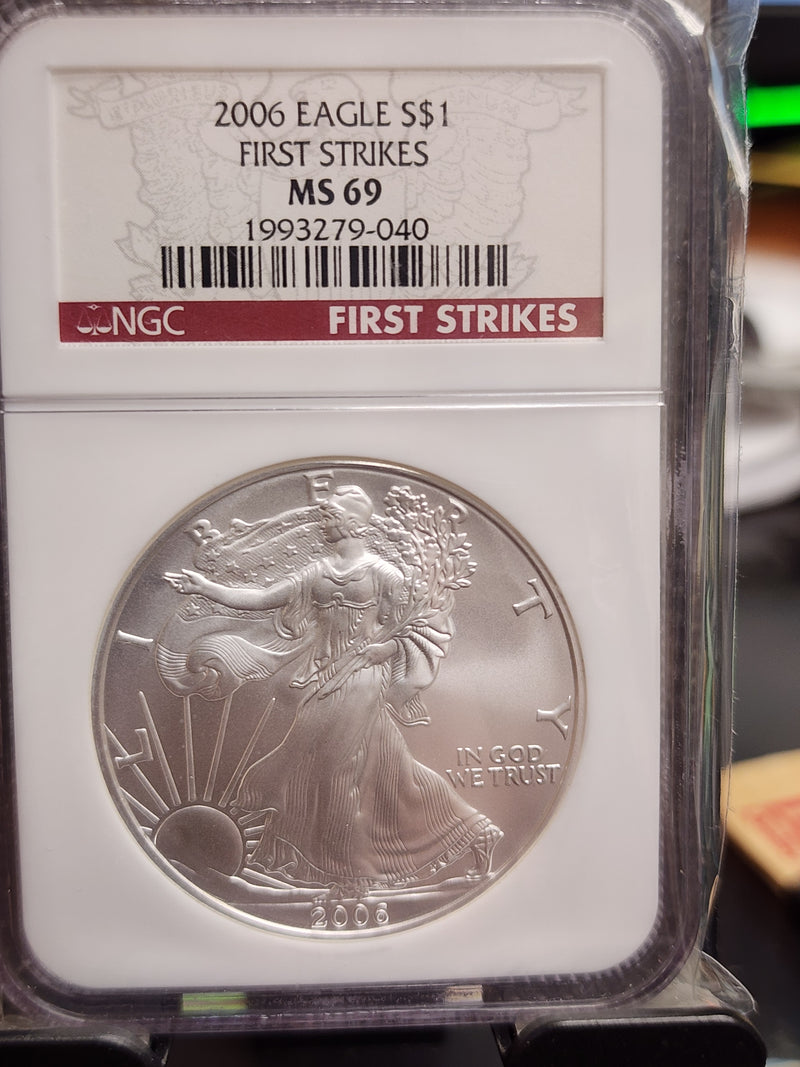 2006 EAGLE S$1
FIRST STRIKES
MS 69
1993279-040
NGC FIRST STRIKES
LIBERTY
IN GOD
WE TRUST
2006